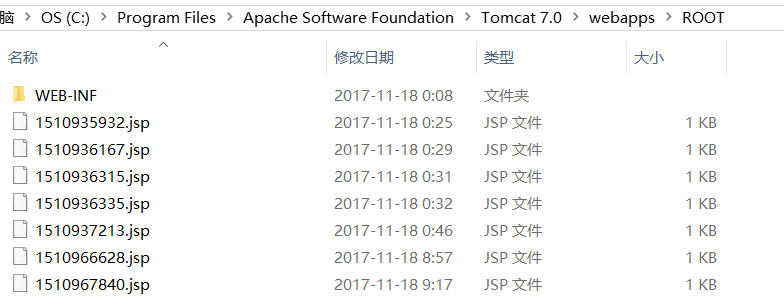 脑 > OS (C:) > Program Files > Apache Software Foundation > Tomcat 7.0 > webapps > ROOT
名称 修改日期 类型 大小
WEB-INF 2017-11-18 0:08 文件夹
1510935932.jsp 2017-11-18 0:25 JSP 文件 1 KB
1510936167.jsp 2017-11-18 0:29 JSP 文件 1 KB
1510936315.jsp 2017-11-18 0:31 JSP 文件 1 KB
1510936335.jsp 2017-11-18 0:32 JSP 文件 1 KB
1510937213.jsp 2017-11-18 0:46 JSP 文件 1 KB
1510966628.jsp 2017-11-18 8:57 JSP 文件 1 KB
1510967840.jsp 2017-11-18 9:17 JSP 文件 1 KB